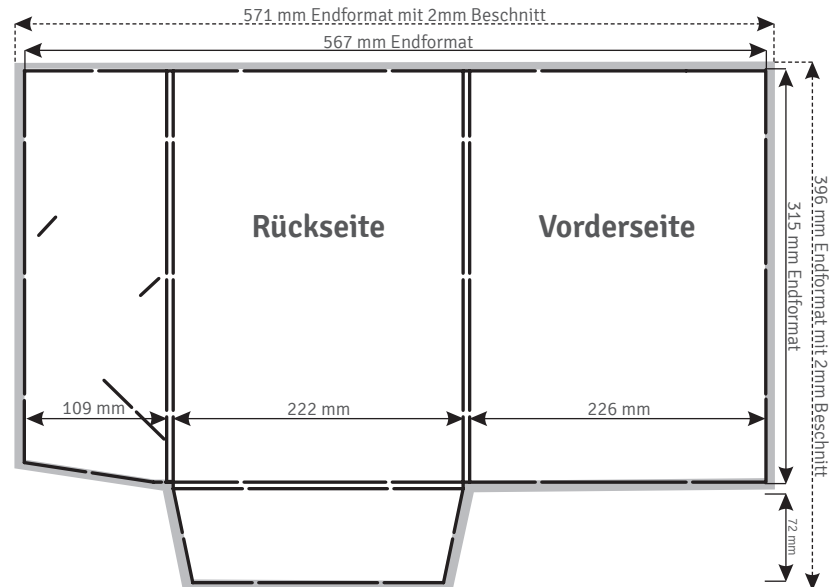 571 mm Endformat mit 2mm Beschnitt
567 mm Endformat
Rückseite
Vorderseite
315 mm Endformat
396 mm Endformat mit 2mm Beschnitt
109 mm
222 mm
226 mm
72 mm